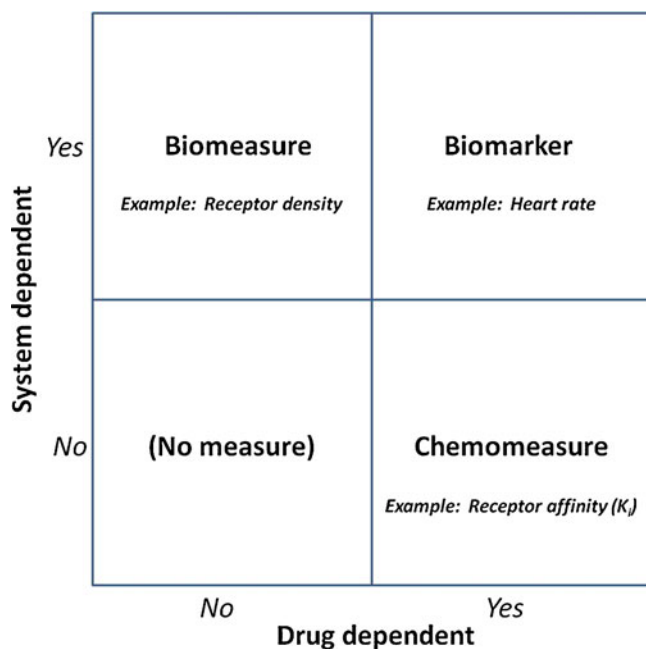 System dependent
Yes
Biomeasure
Example: Receptor density
Biomarker
Example: Heart rate
No
(No measure)
Chemomeasure
Example: Receptor affinity (Ki)
No
Yes
Drug dependent